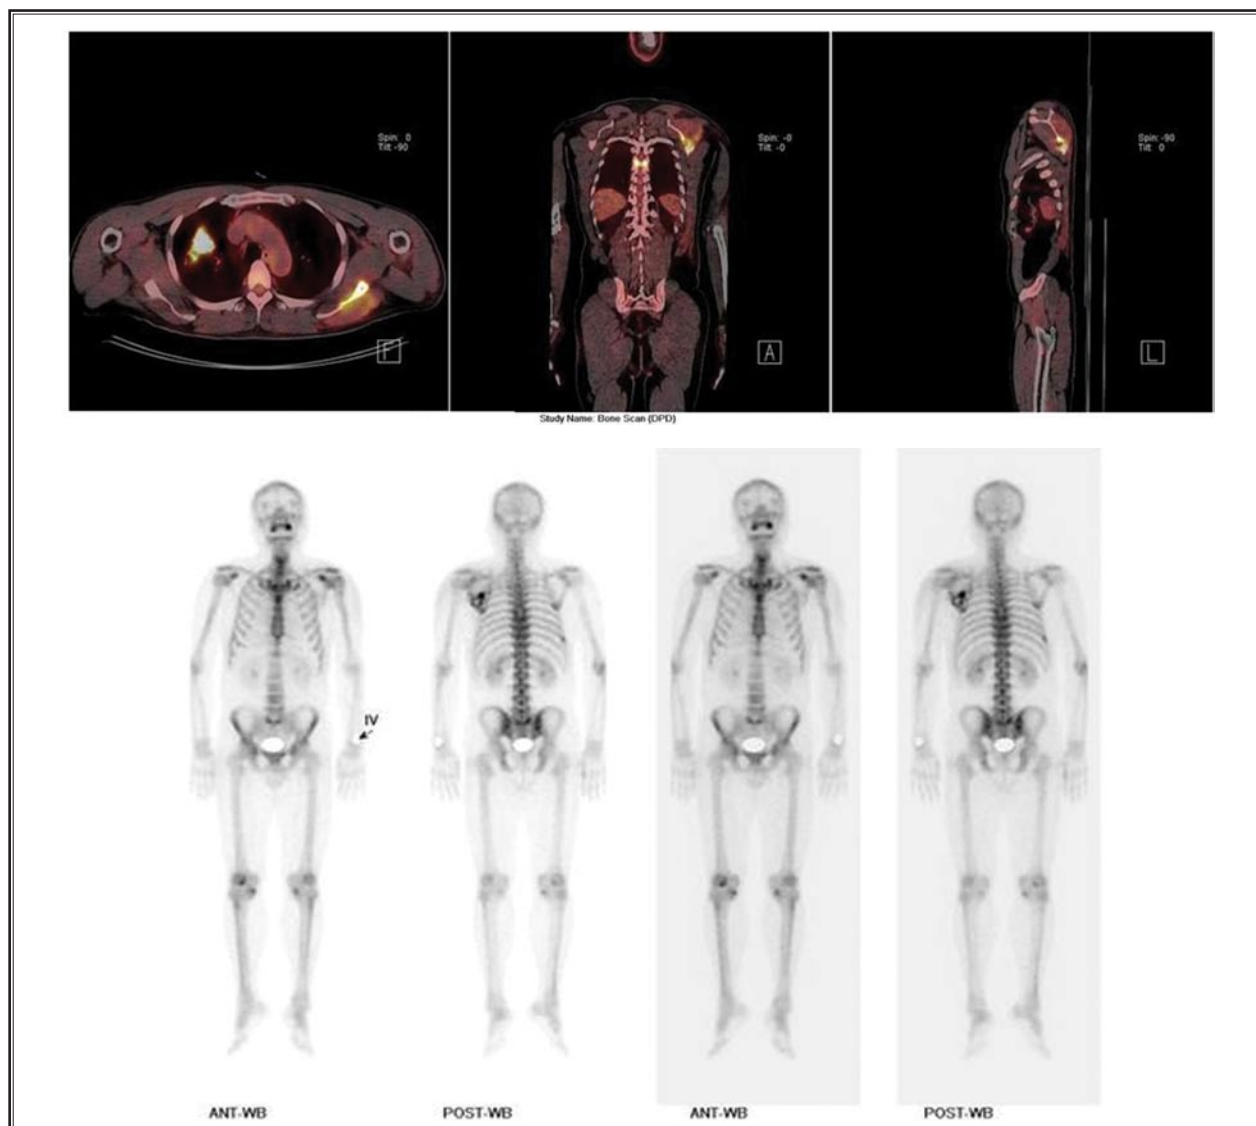 Spin: 0
Tilt -90
F
Spin: -0
Tilt: -0
A
Spin: -90
Tilt: 0
L
Study Name: Bone Scan (DPD)
IV
ANT-WB
POST-WB
ANT-WB
POST-WB